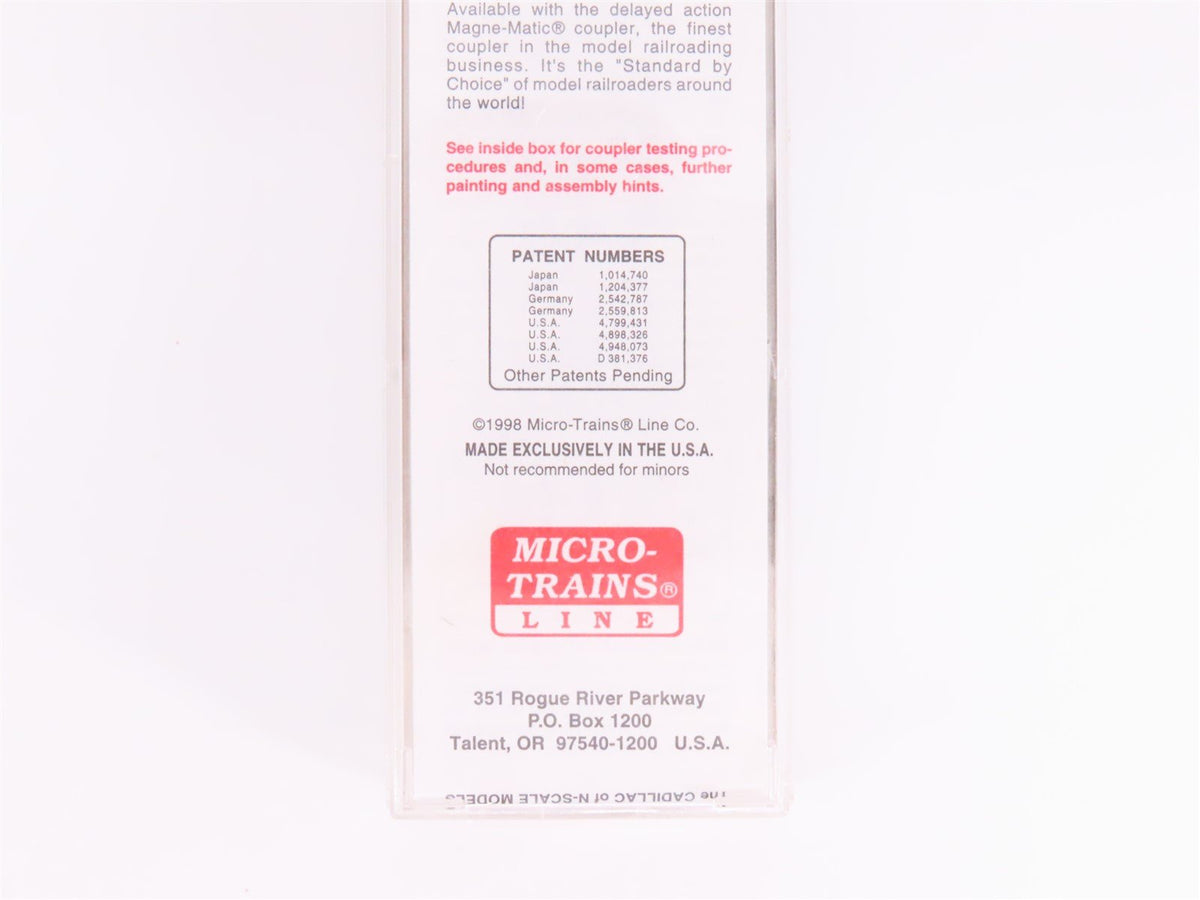 Available with the delayed action
Magne-Matic® coupler, the finest
coupler in the model railroading
business. It's the "Standard by
Choice" of model railroaders around
the world!
See inside box for coupler testing pro-
cedures and, in some cases, further
painting and assembly hints.
PATENT NUMBERS
Japan 1,014,740
Japan 1,204,377
Germany 2,542,787
Germany 2,559,813
U.S.A. 4,799,431
U.S.A. 4,898,326
U.S.A. 4,948,073
U.S.A. D 381,376
Other Patents Pending
©1998 Micro-Trains® Line Co.
MADE EXCLUSIVELY IN THE U.S.A.
Not recommended for minors
MICRO-
TRAINS®
LINE
351 Rogue River Parkway
P.O. Box 1200
Talent, OR 97540-1200 U.S.A.
The CADILLAC of N-SCALE MODELS